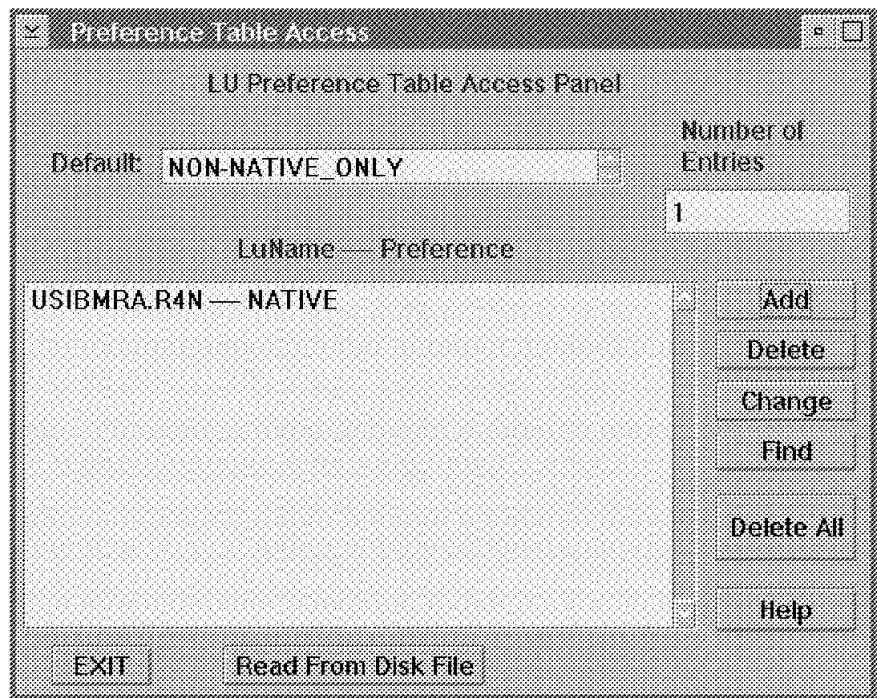 Preference Table Access
LU Preference Table Access Panel
Number of
Entries
Default: NON-NATIVE_ONLY
1
LuName — Preference
USIBMRA.R4N — NATIVE
Add
Delete
Change
Find
Delete All
Help
EXIT Read From Disk File